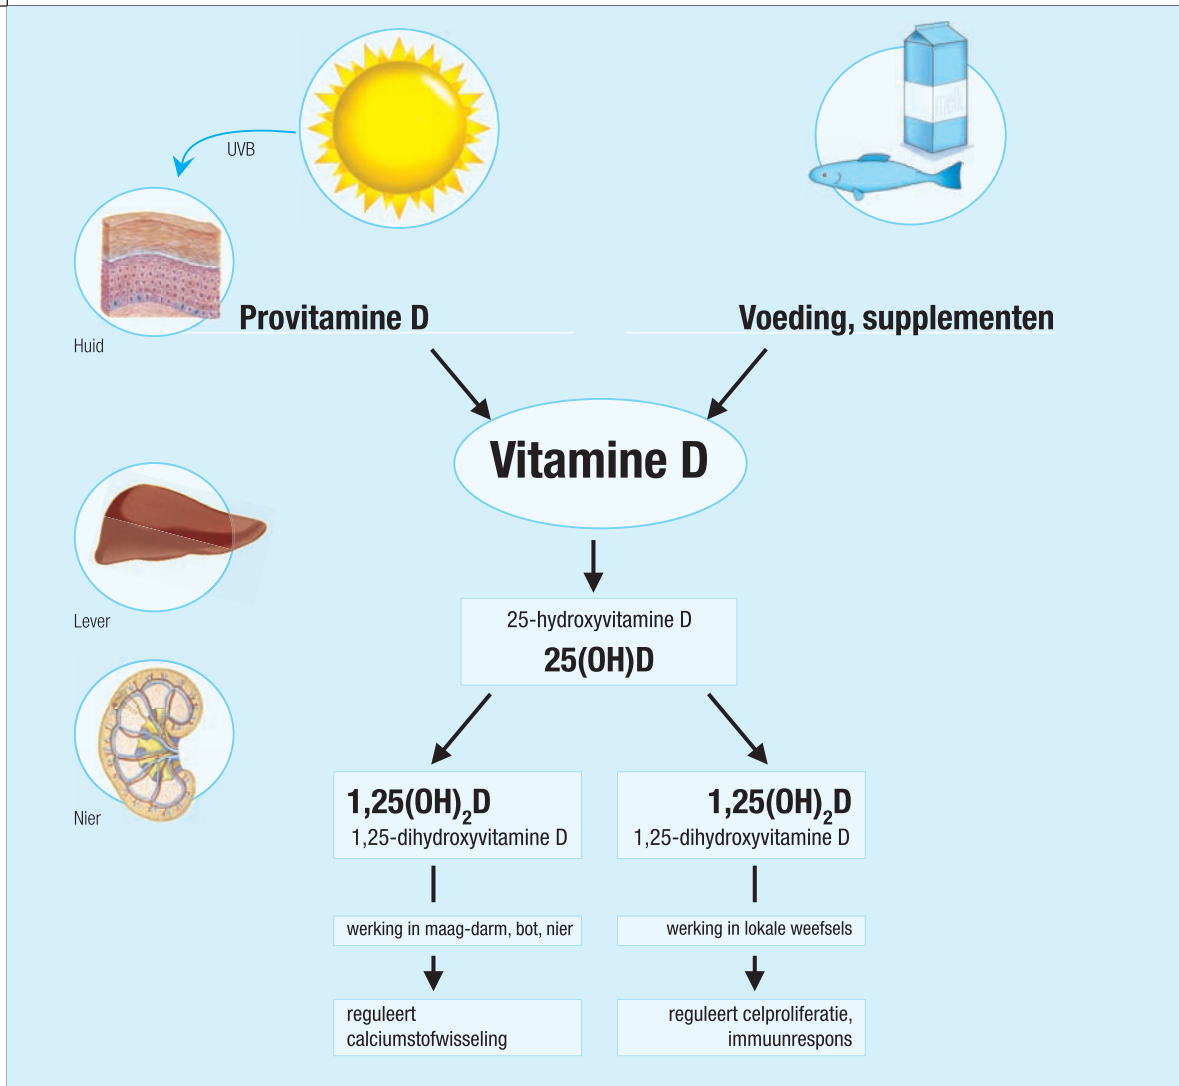 UVB
Huid
Provitamine D
Voeding, supplementen
Vitamine D
Lever
25-hydroxyvitamine D
25(OH)D
Nier
1,25(OH)₂D
1,25-dihydroxyvitamine D
1,25(OH)₂D
1,25-dihydroxyvitamine D
werking in maag-darm, bot, nier
werking in lokale weefsels
reguleert
calciumstofwisseling
reguleert celproliferatie,
immuunrespons